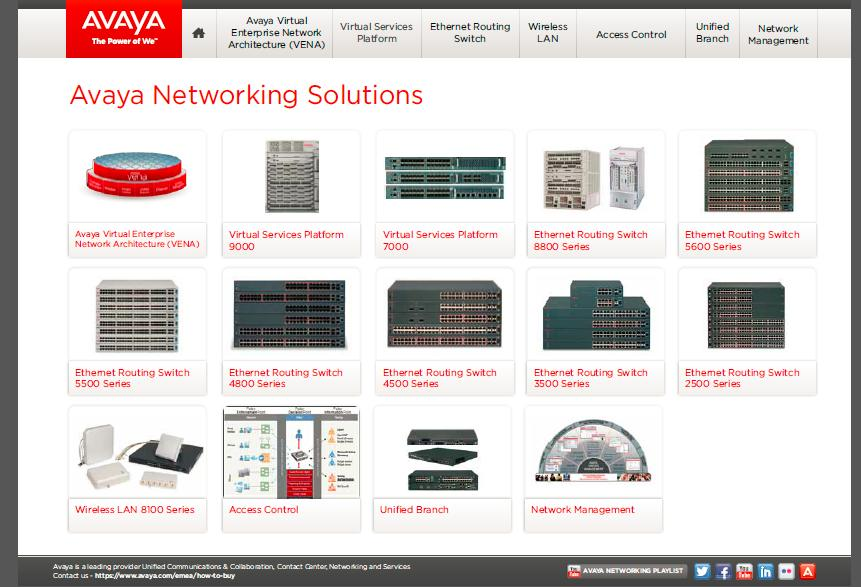 AVAYA
The Power of We™
Avaya Virtual
Enterprise Network
Architecture (VENA)
Virtual Services
Platform
Ethernet Routing
Switch
Wireless
LAN
Access Control
Unified
Branch
Network
Management
Avaya Networking Solutions
Avaya Virtual Enterprise
Network Architecture (VENA)
Virtual Services Platform
9000
Virtual Services Platform
7000
Ethernet Routing Switch
8800 Series
Ethernet Routing Switch
5600 Series
Ethernet Routing Switch
5500 Series
Ethernet Routing Switch
4800 Series
Ethernet Routing Switch
4500 Series
Ethernet Routing Switch
3500 Series
Ethernet Routing Switch
2500 Series
Wireless LAN 8100 Series
Access Control
Unified Branch
Network Management
Avaya is a leading provider Unified Communications & Collaboration, Contact Center, Networking and Services
Contact us - https://www.avaya.com/emea/how-to-buy
AVAYA NETWORKING PLAYLIST